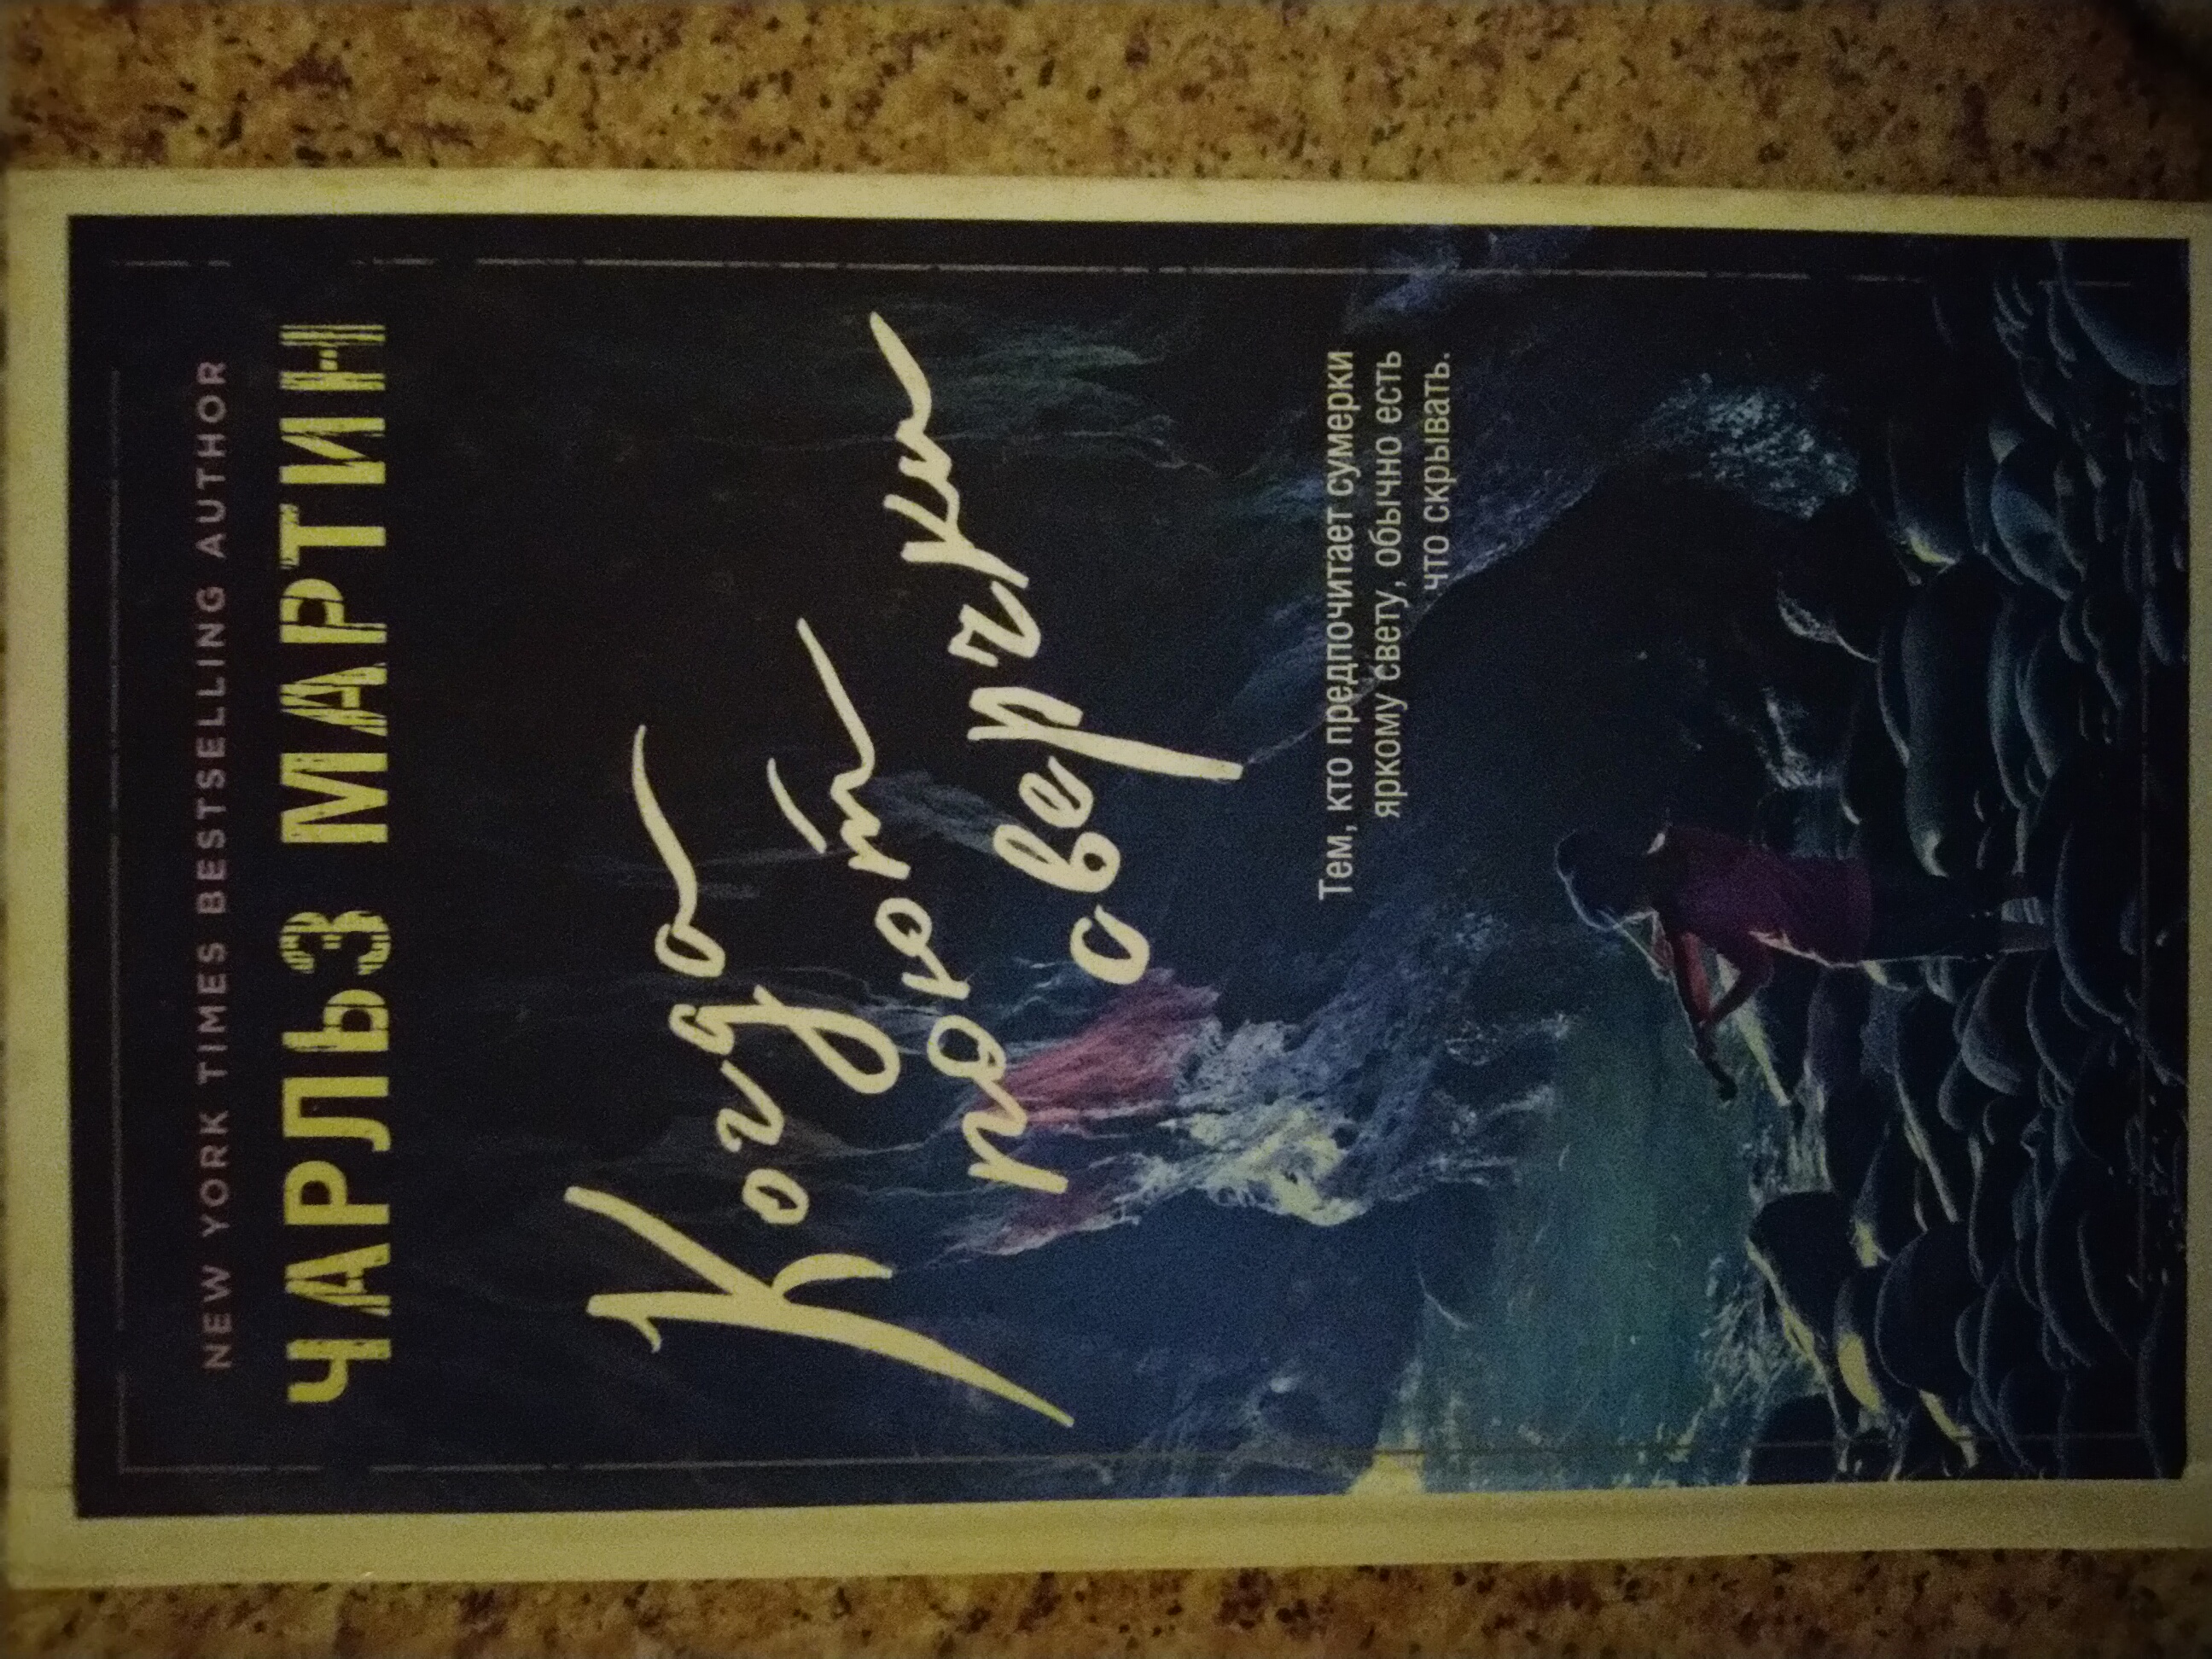 NEW YORK TIMES BESTSELLING AUTHOR
ЧАРЛЬЗ МАРТИН
Когда
поют
сверчки
Тем, кто предпочитает сумерки
яркому свету, обычно есть
что скрывать.